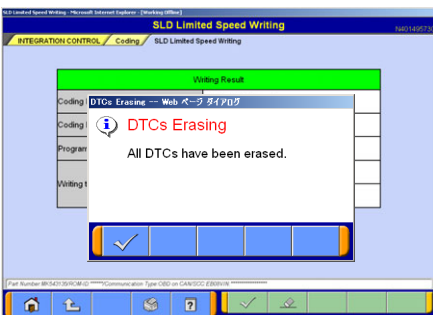 SLD Limited Speed Writing - Microsoft Internet Explorer - [Working Offline]
SLD Limited Speed Writing
INTEGRATION CONTROL Coding SLD Limited Speed Writing
Writing Result
Coding
DTCs Erasing -- Web ページ ダイアログ
DTCs Erasing
Coding
All DTCs have been erased.
Program
Writing t
?